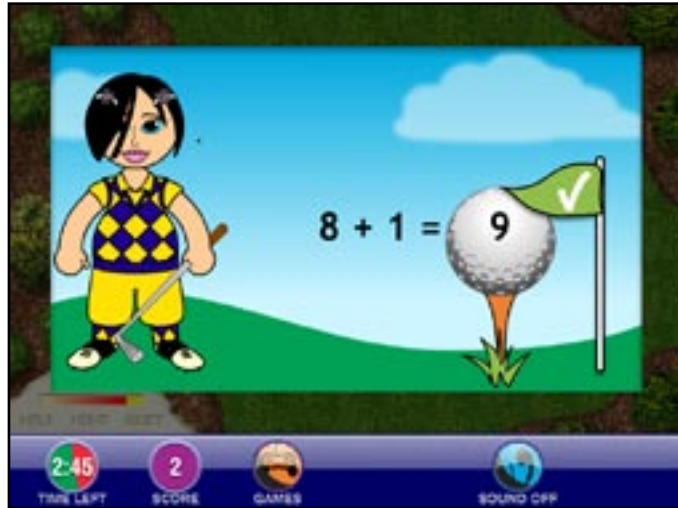 8 + 1 = 9
2:45
2
TIME LEFT
SCORE
GAMES
SOUND OFF